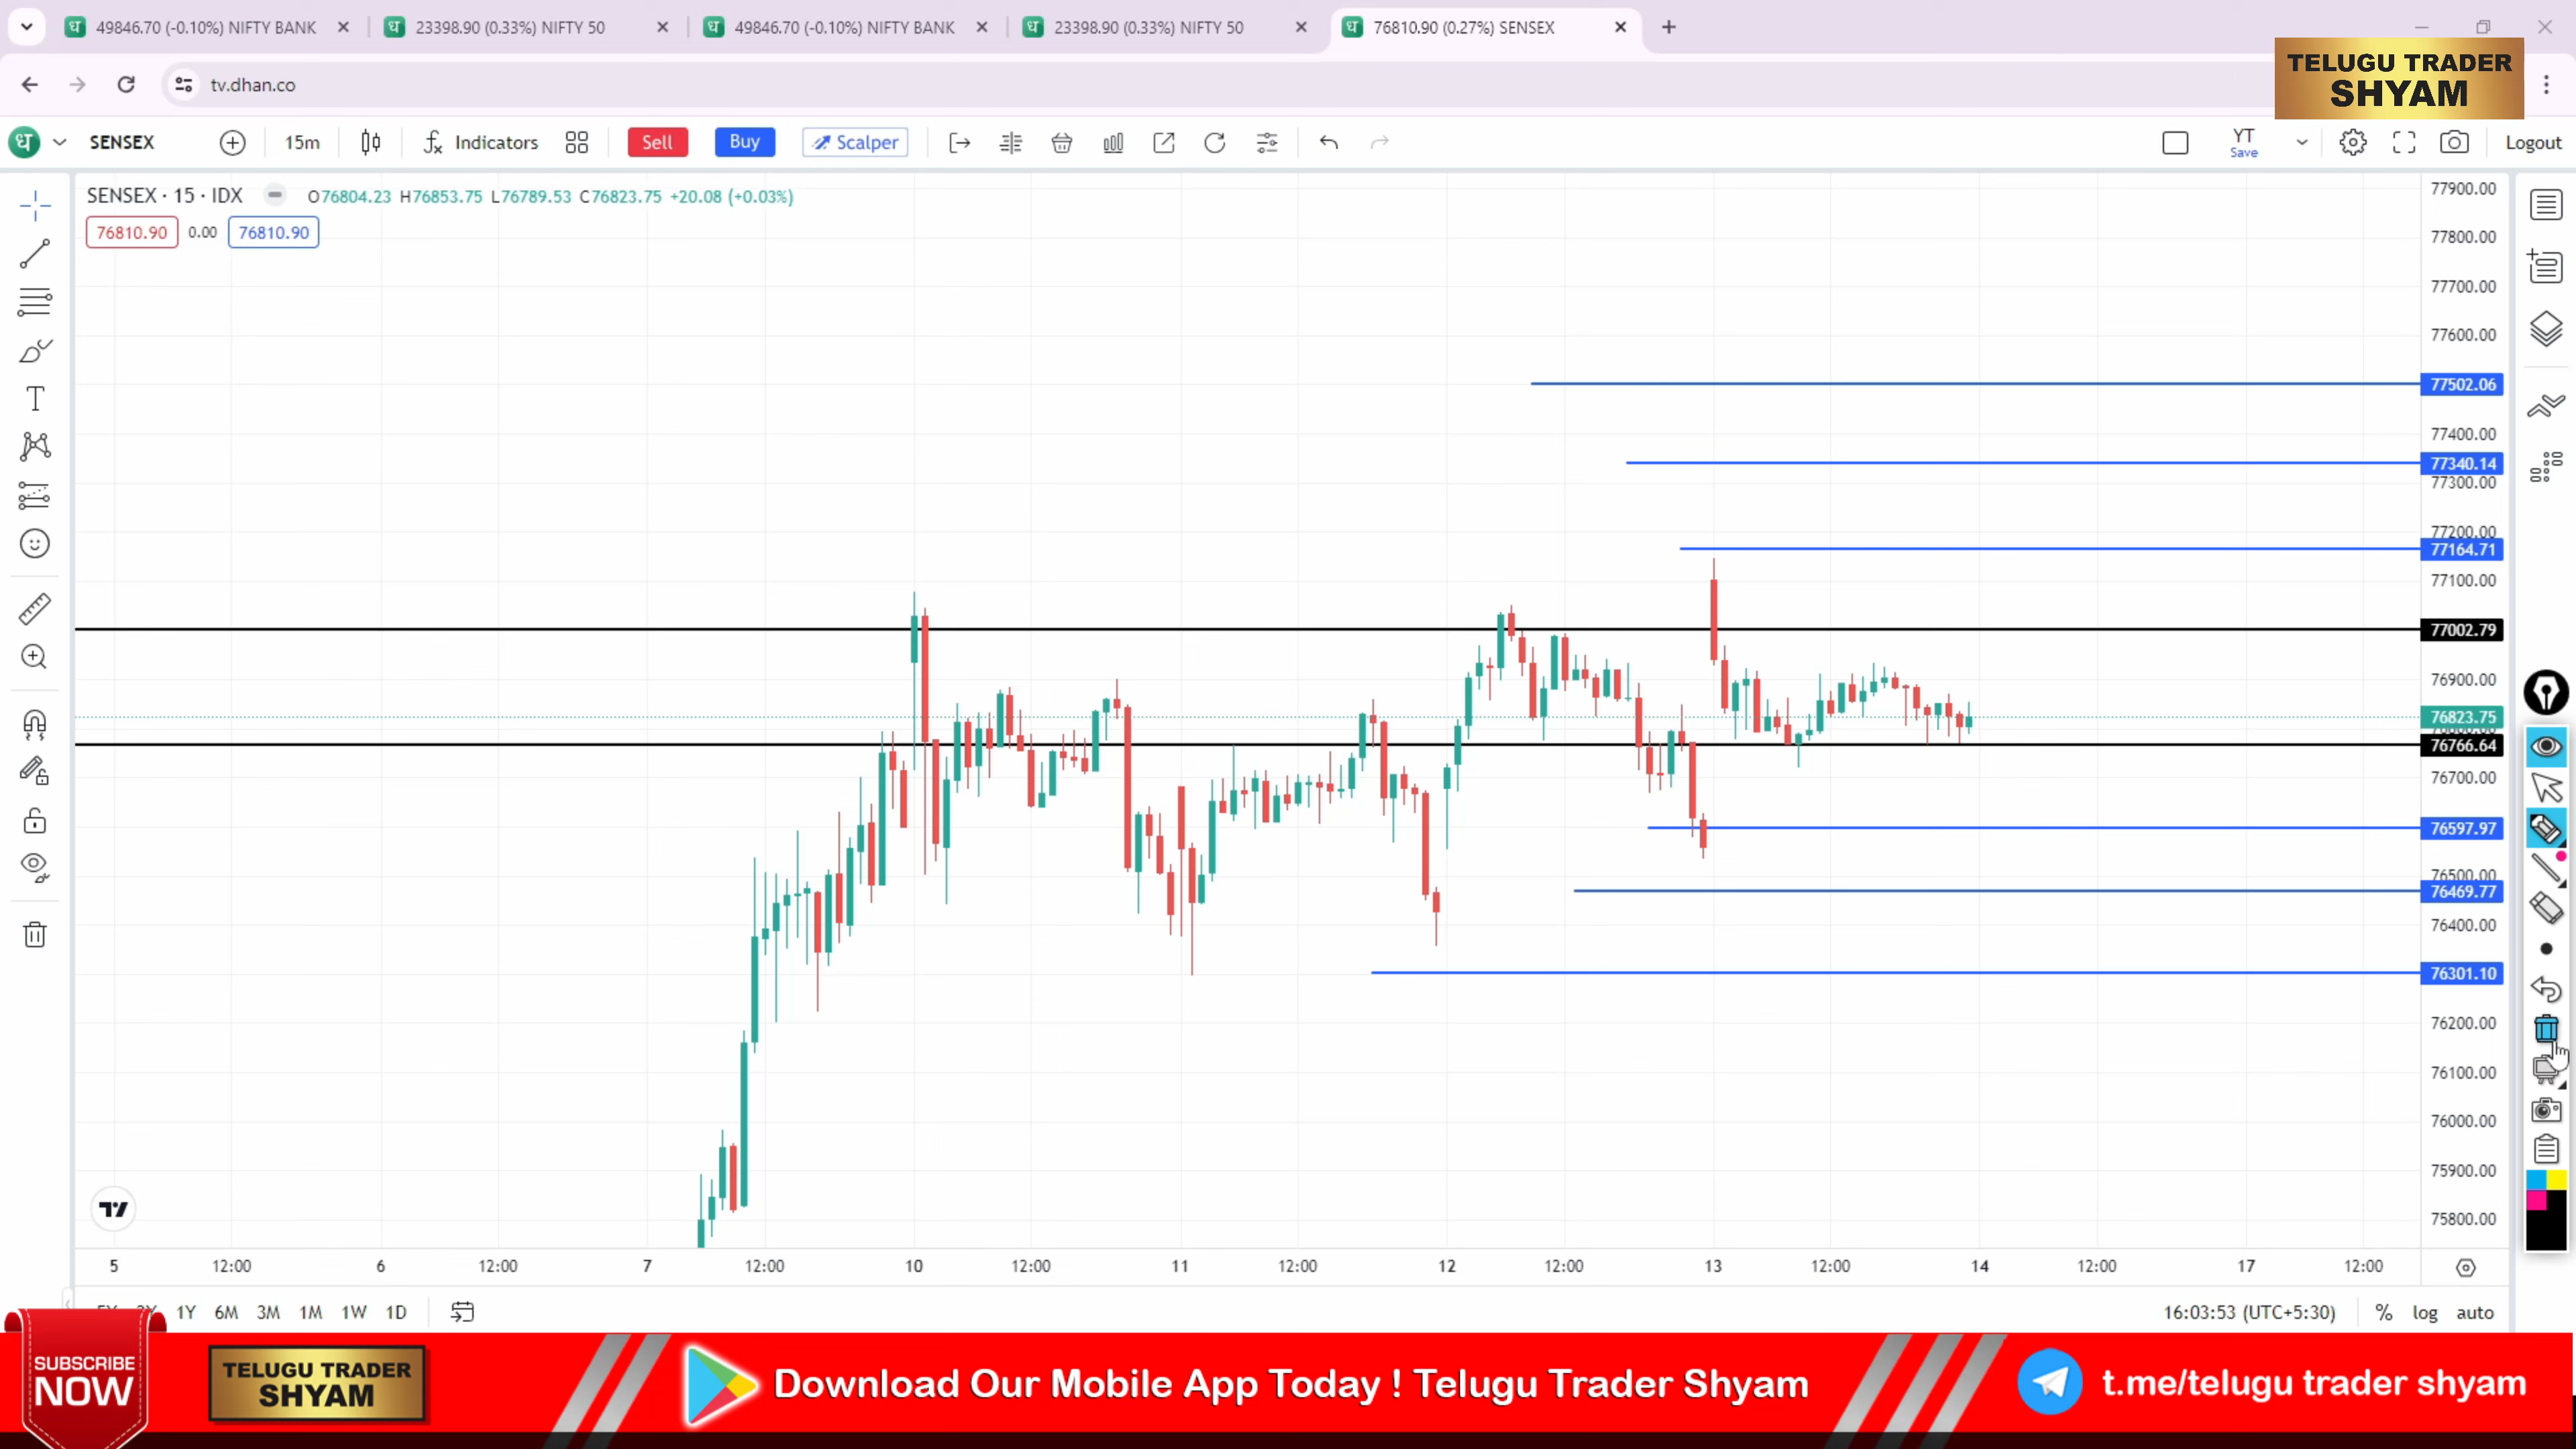 49846.70 (-0.10%) NIFTY BANK
23398.90 (0.33%) NIFTY 50
49846.70 (-0.10%) NIFTY BANK
23398.90 (0.33%) NIFTY 50
76810.90 (0.27%) SENSEX
tv.dhan.co
TELUGU TRADER
SHYAM
SENSEX
15m
Indicators
Sell
Buy
Scalper
YT
Save
Logout
SENSEX · 15 · IDX
O76804.23 H76853.75 L76789.53 C76823.75 +20.08 (+0.03%)
76810.90
0.00
76810.90
77900.00
77800.00
77700.00
77600.00
77502.06
77400.00
77340.14
77300.00
77200.00
77164.71
77100.00
77002.79
76900.00
76823.75
76766.64
76700.00
76597.97
76500.00
76469.77
76400.00
76301.10
76200.00
76100.00
76000.00
75900.00
75800.00
5
12:00
6
12:00
7
12:00
10
12:00
11
12:00
12
12:00
13
12:00
14
12:00
17
12:00
1Y
6M
3M
1M
1W
1D
16:03:53 (UTC+5:30)
%
log
auto
SUBSCRIBE
NOW
TELUGU TRADER
SHYAM
Download Our Mobile App Today ! Telugu Trader Shyam
t.me/telugu trader shyam